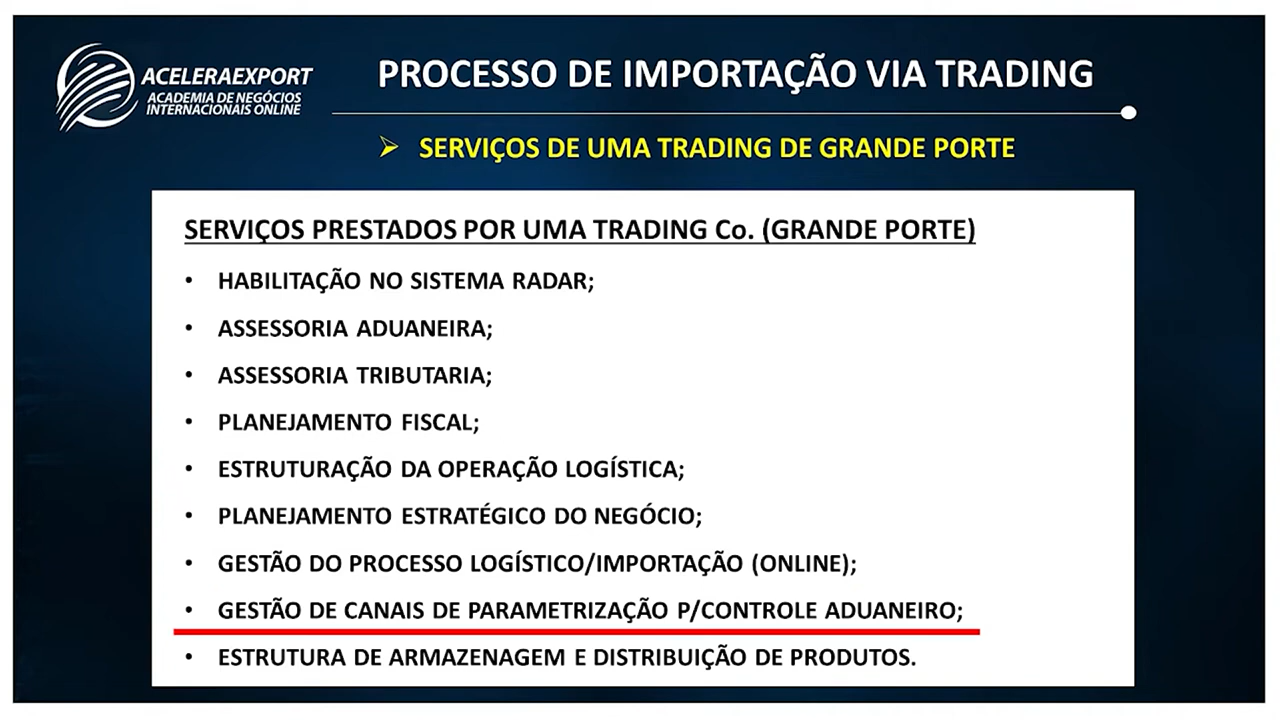 ACELERAEXPORT
ACADEMIA DE NEGÓCIOS
INTERNACIONAIS ONLINE
PROCESSO DE IMPORTAÇÃO VIA TRADING
➢ SERVIÇOS DE UMA TRADING DE GRANDE PORTE
SERVIÇOS PRESTADOS POR UMA TRADING Co. (GRANDE PORTE)
• HABILITAÇÃO NO SISTEMA RADAR;
• ASSESSORIA ADUANEIRA;
• ASSESSORIA TRIBUTARIA;
• PLANEJAMENTO FISCAL;
• ESTRUTURAÇÃO DA OPERAÇÃO LOGÍSTICA;
• PLANEJAMENTO ESTRATÉGICO DO NEGÓCIO;
• GESTÃO DO PROCESSO LOGÍSTICO/IMPORTAÇÃO (ONLINE);
• GESTÃO DE CANAIS DE PARAMETRIZAÇÃO P/CONTROLE ADUANEIRO;
• ESTRUTURA DE ARMAZENAGEM E DISTRIBUIÇÃO DE PRODUTOS.